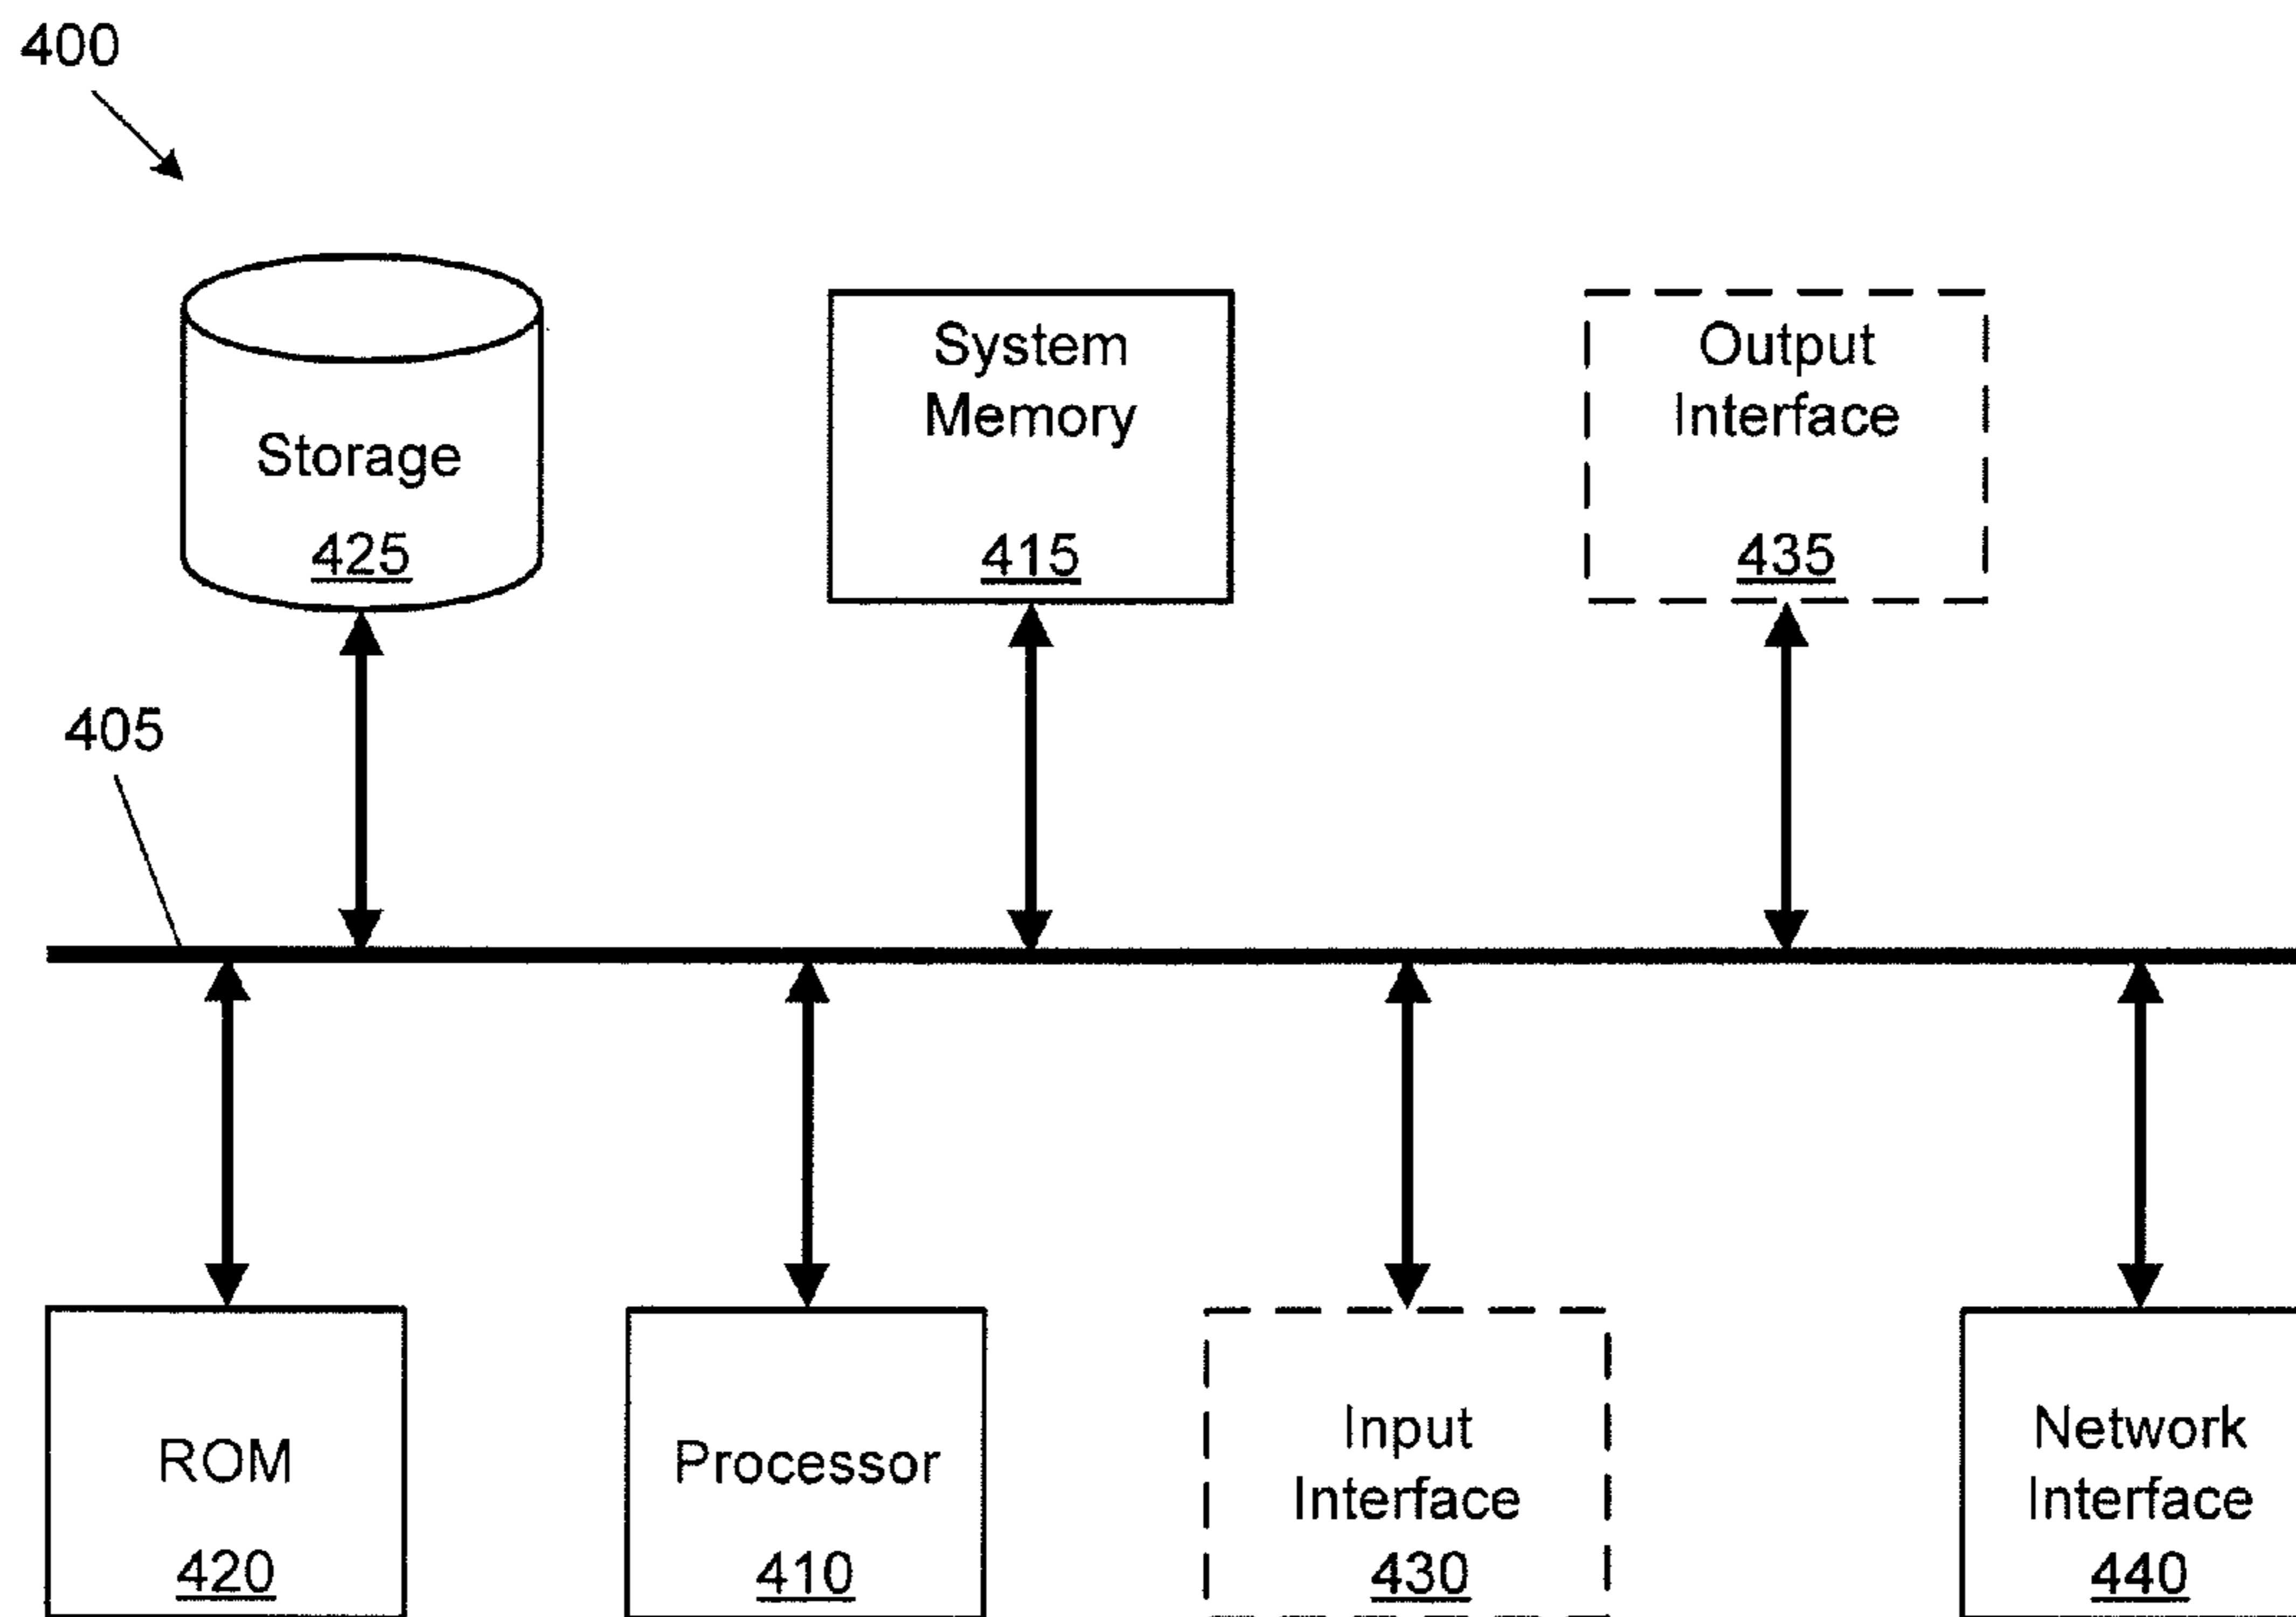 400
Storage
425
System
Memory
415
Output
Interface
435
405
ROM
420
Processor
410
Input
Interface
430
Network
Interface
440